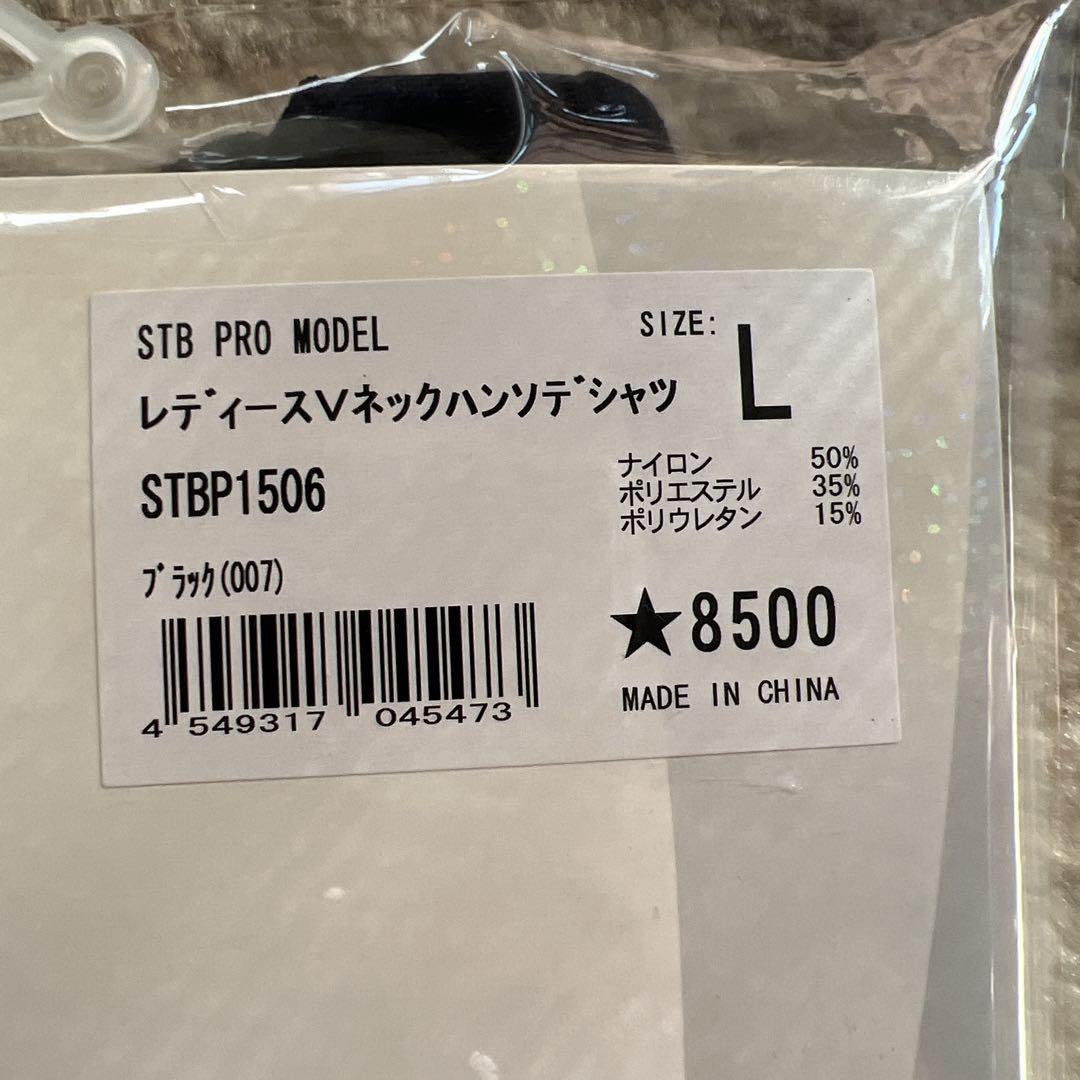 STB PRO MODEL
SIZE: L
ﾚﾃﾞｨｰｽVネックハンソデシャツ
STBP1506
ナイロン 50%
ポリエステル 35%
ポリウレタン 15%
ﾌﾞﾗｯｸ(007)
★8500
MADE IN CHINA
4 549317 045473